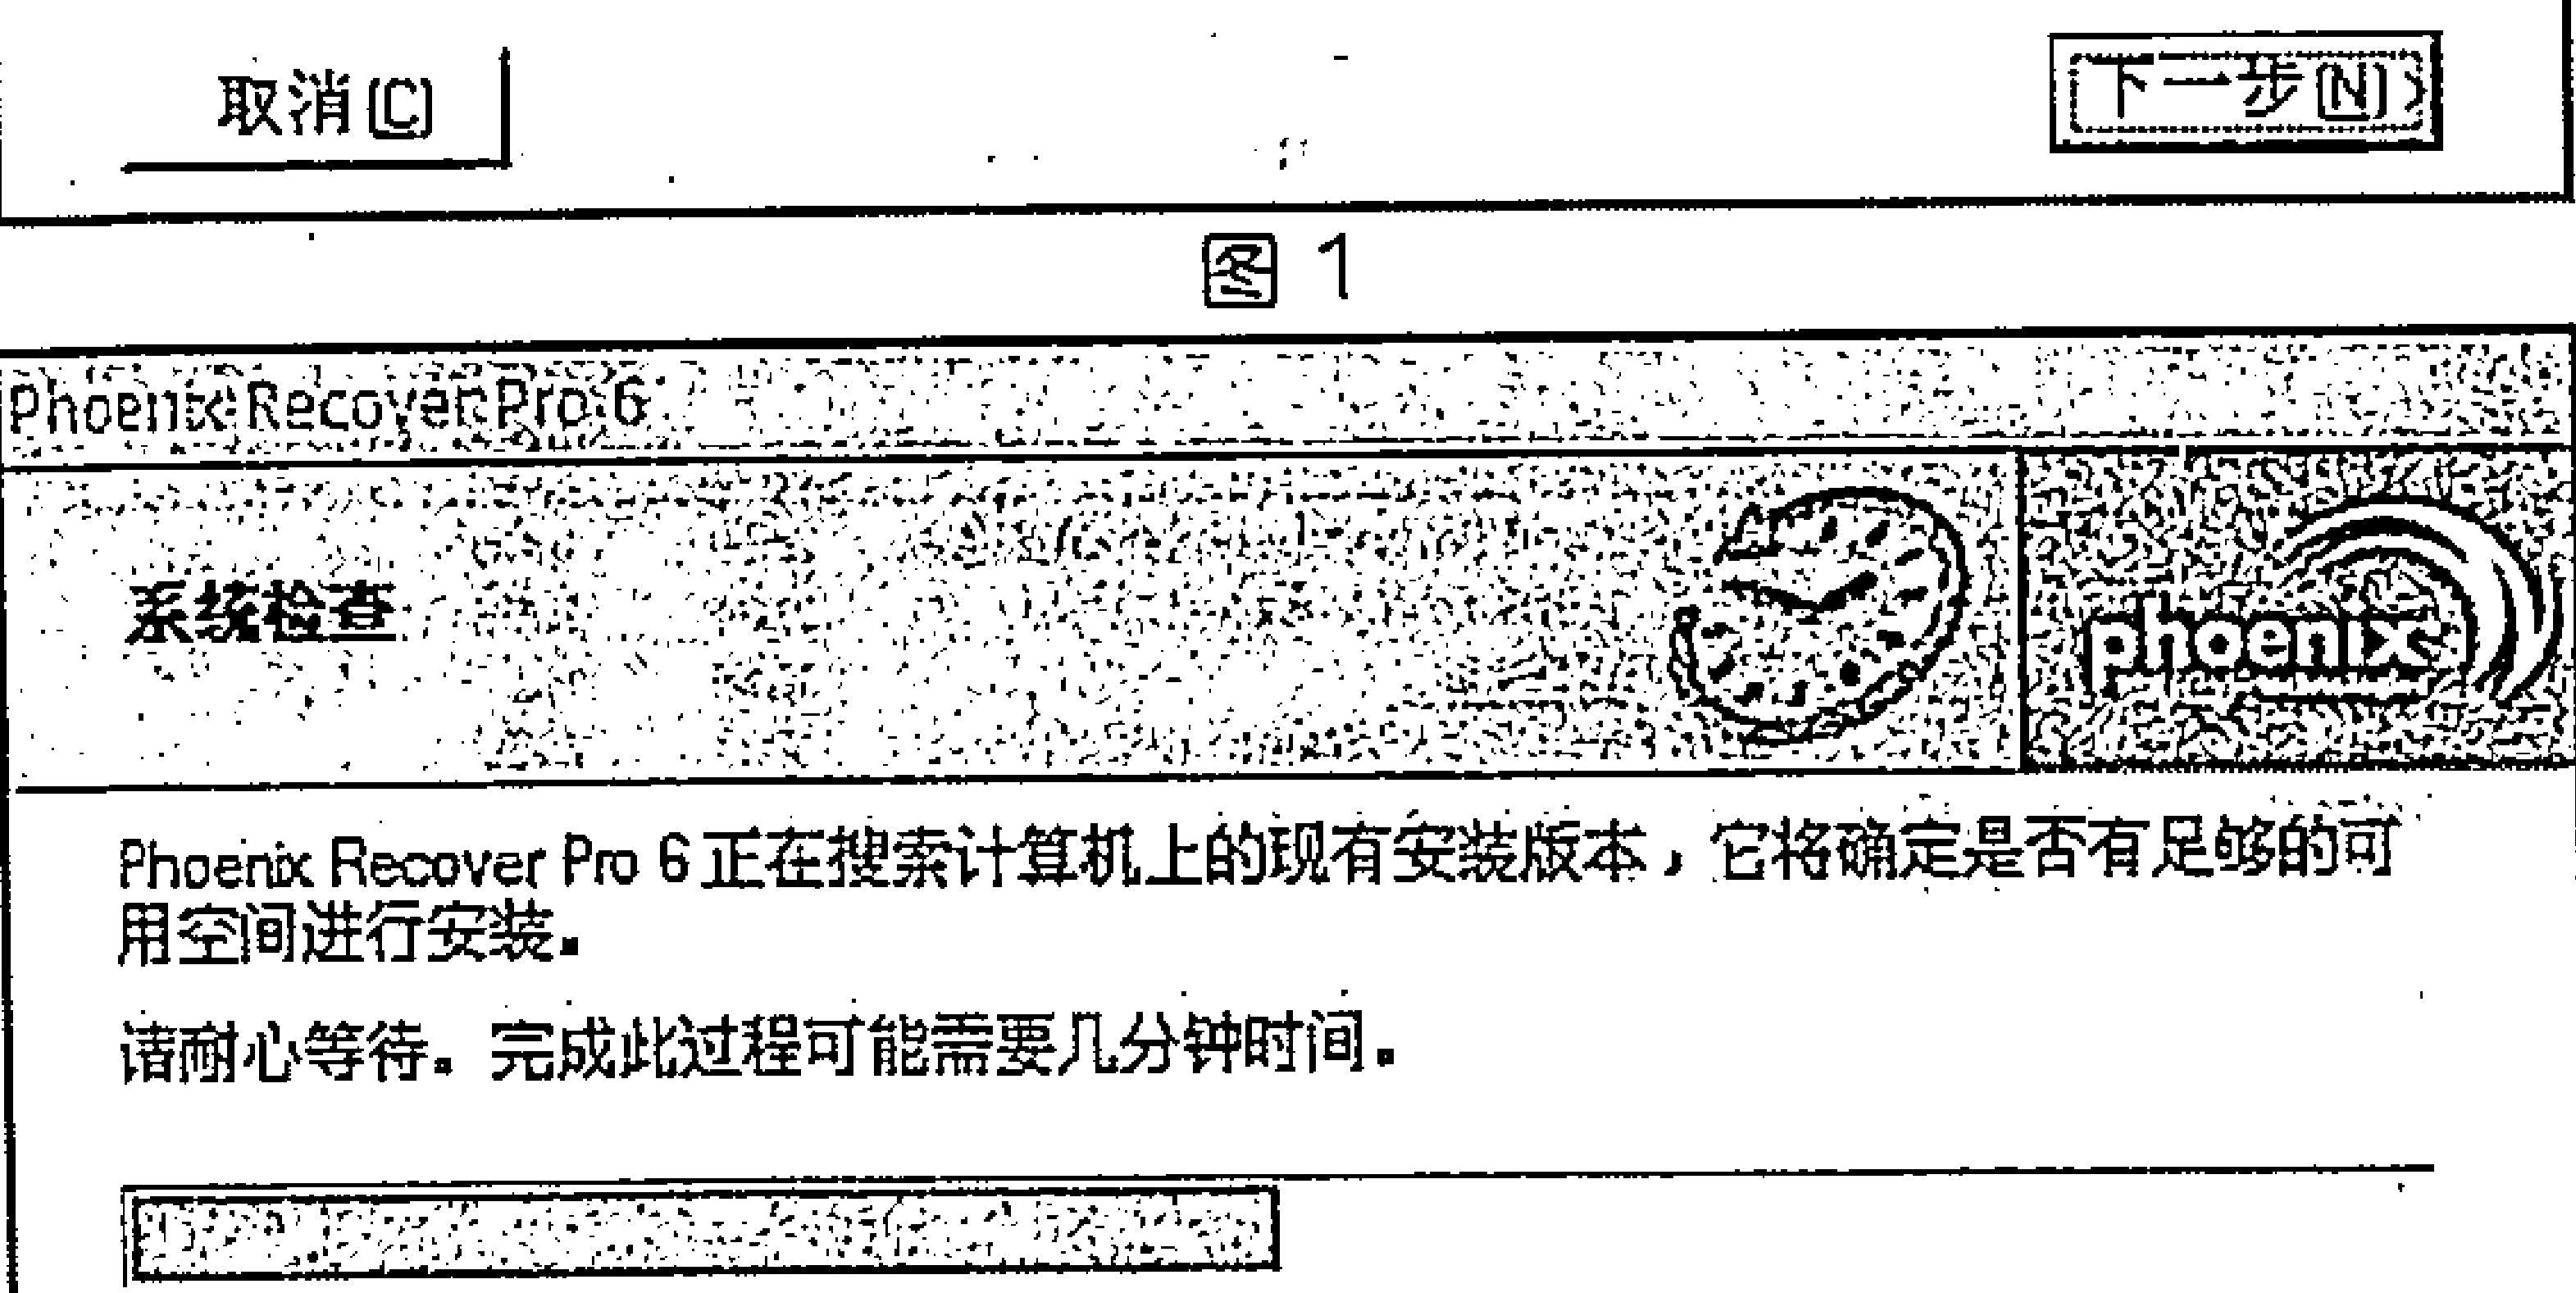 取消(C)
下一步(N)>
图 1
Phoenix Recover Pro 6
系统检查
phoenix
Phoenix Recover Pro 6 正在搜索计算机上的现有安装版本，它将确定是否有足够的可
用空间进行安装。
请耐心等待。完成此过程可能需要几分钟时间。